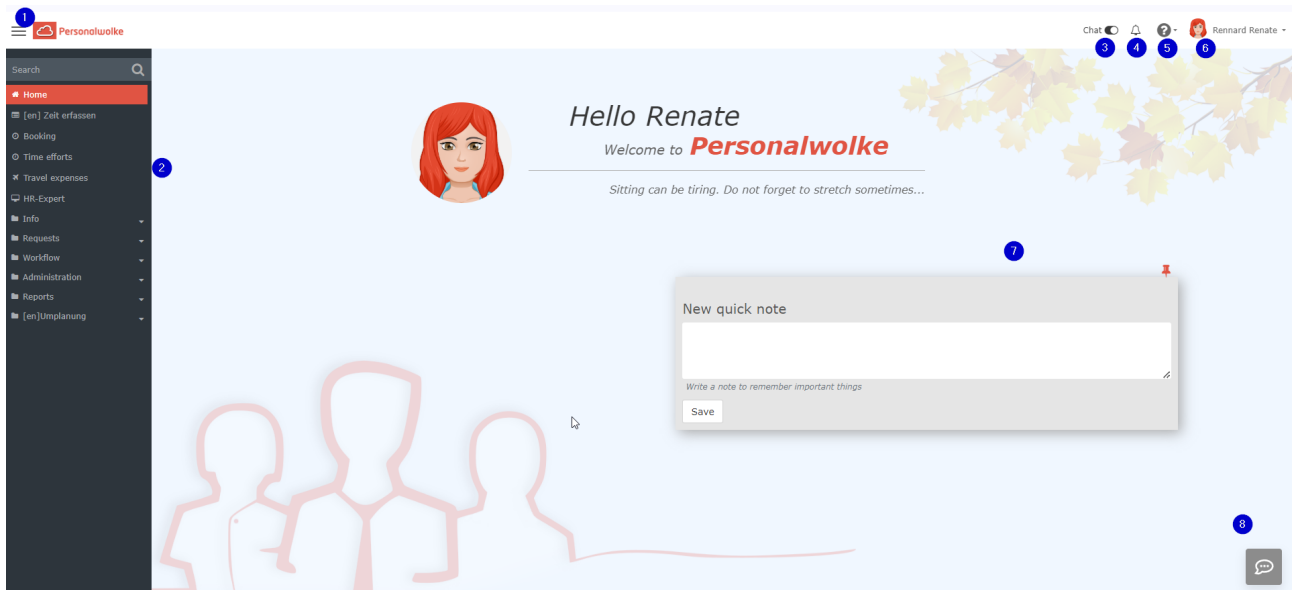 1
Personalwolke
Chat
Rennard Renate
3
4
5
6
Search
Home
[en] Zeit erfassen
Booking
Time efforts
2
Travel expenses
HR-Expert
Info
Requests
Workflow
Administration
Reports
[en]Umplanung
Hello Renate
Welcome to Personalwolke
Sitting can be tiring. Do not forget to stretch sometimes...
7
New quick note
Write a note to remember important things
Save
8